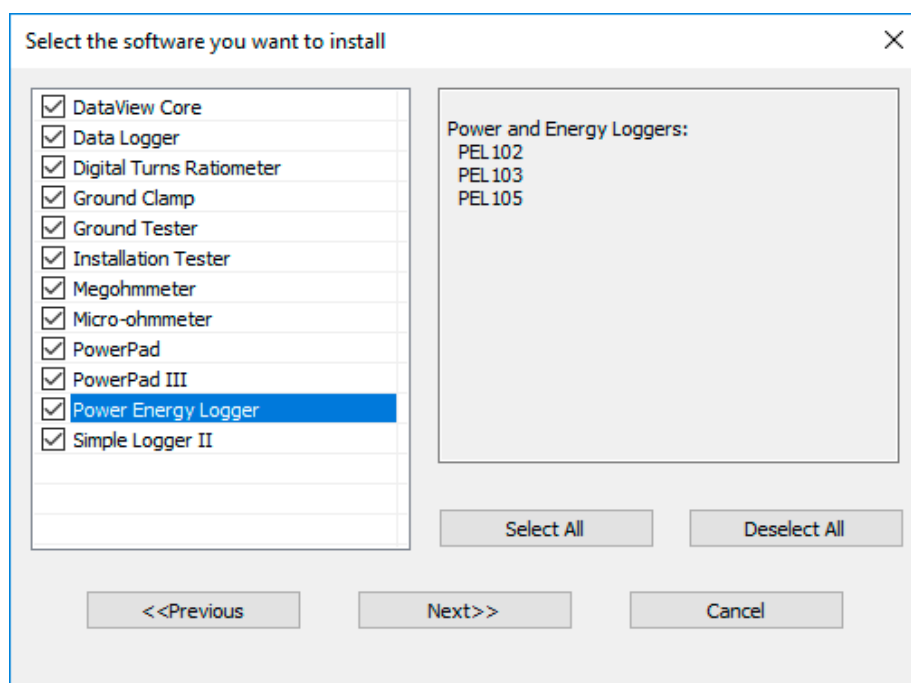 Select the software you want to install
DataView Core
Data Logger
Digital Turns Ratiometer
Ground Clamp
Ground Tester
Installation Tester
Megohmmeter
Micro-ohmmeter
PowerPad
PowerPad III
Power Energy Logger
Simple Logger II
Power and Energy Loggers:
PEL102
PEL103
PEL105
Select All
Deselect All
<<Previous
Next>>
Cancel